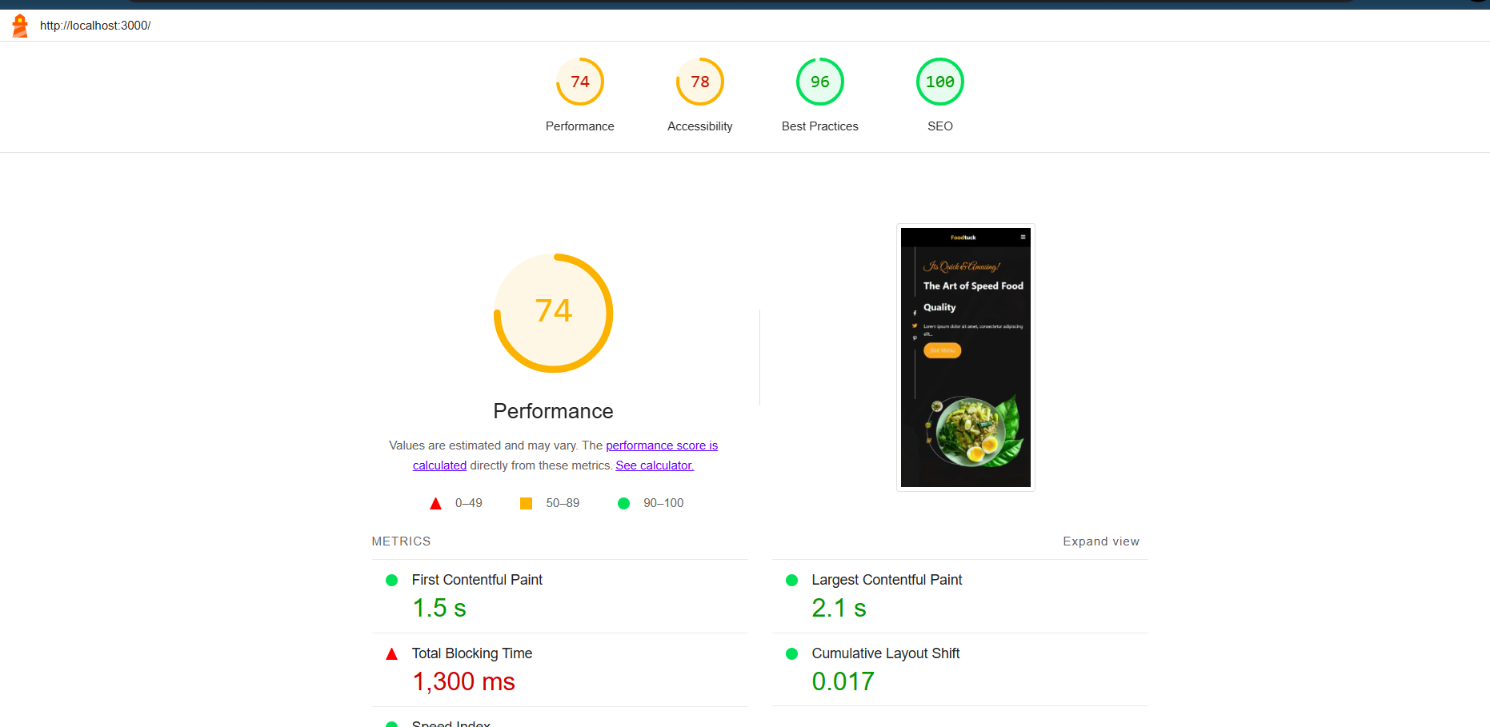 http://localhost:3000/
74
78
96
100
Performance
Accessibility
Best Practices
SEO
74
Performance
Values are estimated and may vary. The performance score is
calculated directly from these metrics. See calculator.
0–49
50–89
90–100
Foodtuck
Its Quick & Amusing!
The Art of Speed Food
Quality
Lorem ipsum dolor sit amet, consectetur adipiscing
elit...
METRICS
Expand view
First Contentful Paint
1.5 s
Largest Contentful Paint
2.1 s
Total Blocking Time
1,300 ms
Cumulative Layout Shift
0.017
Speed Index